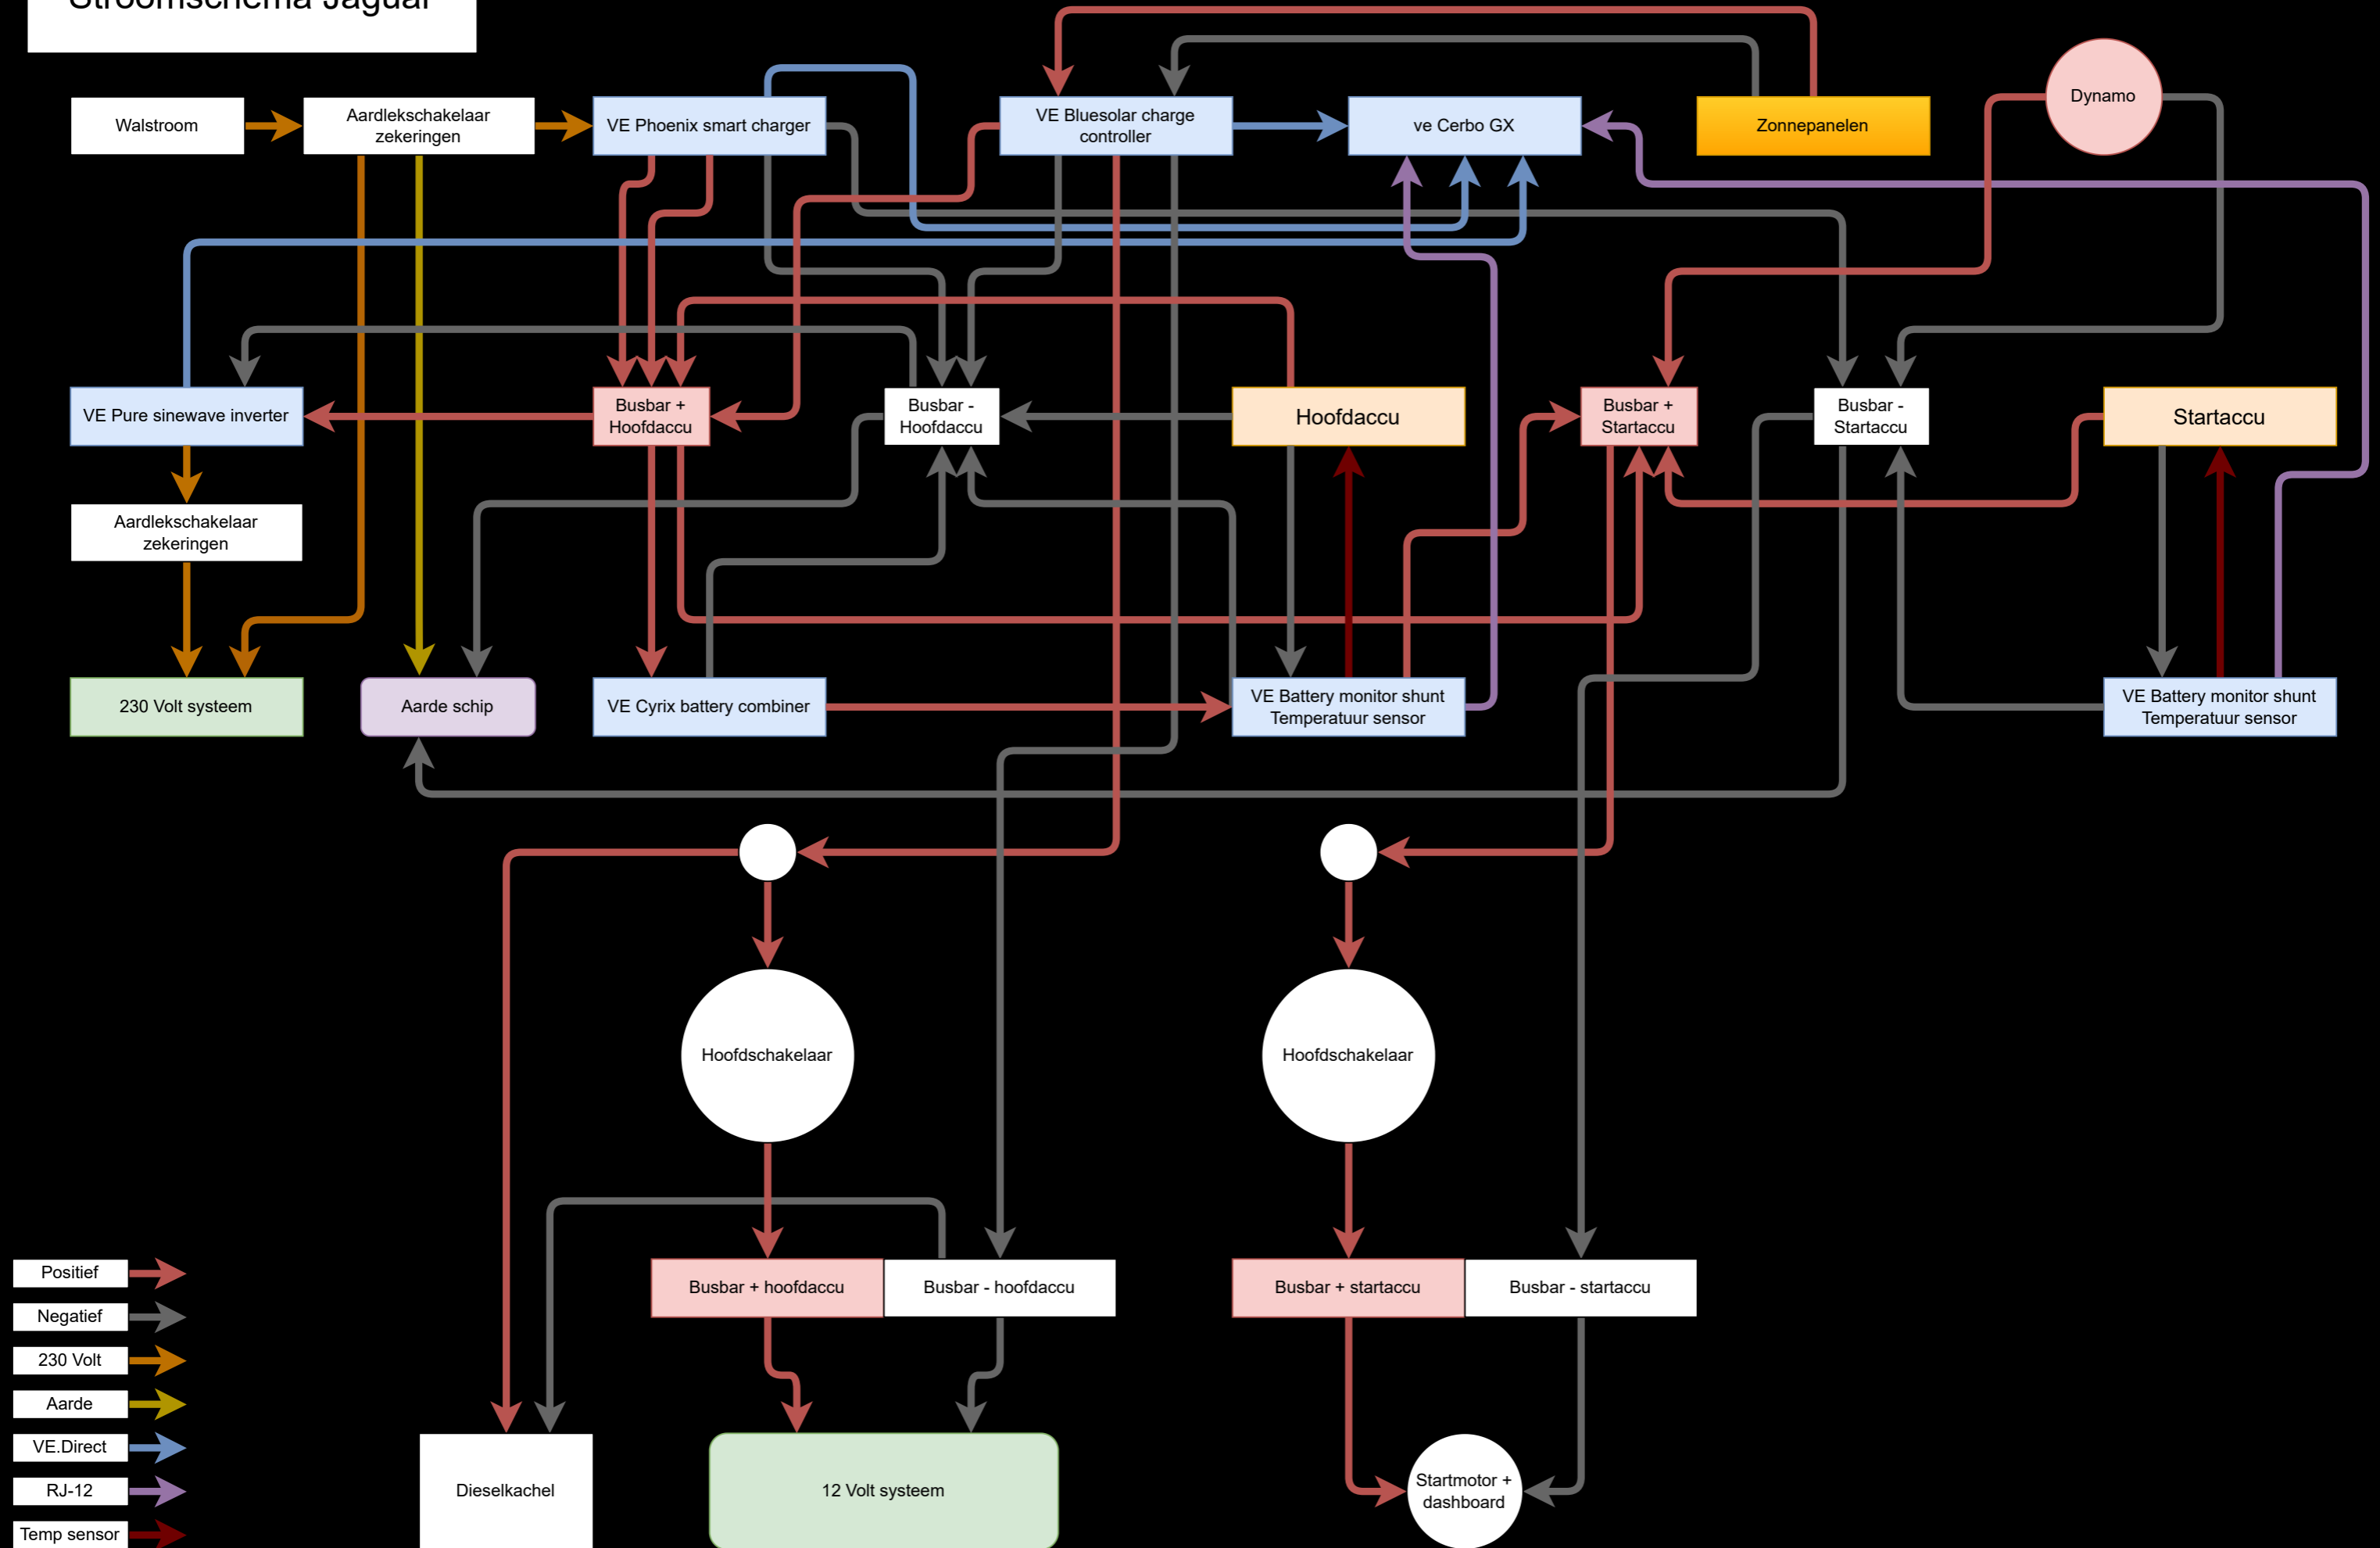 Stroomschema Jaguar
Walstroom
Aardlekschakelaar
zekeringen
VE Phoenix smart charger
VE Bluesolar charge
controller
ve Cerbo GX
Zonnepanelen
Dynamo
VE Pure sinewave inverter
Busbar +
Hoofdaccu
Busbar -
Hoofdaccu
Hoofdaccu
Busbar +
Startaccu
Busbar -
Startaccu
Startaccu
Aardlekschakelaar
zekeringen
230 Volt systeem
Aarde schip
VE Cyrix battery combiner
VE Battery monitor shunt
Temperatuur sensor
VE Battery monitor shunt
Temperatuur sensor
Hoofdschakelaar
Hoofdschakelaar
Busbar + hoofdaccu
Busbar - hoofdaccu
Busbar + startaccu
Busbar - startaccu
Positief
Negatief
230 Volt
Aarde
VE.Direct
RJ-12
Temp sensor
Dieselkachel
12 Volt systeem
Startmotor +
dashboard